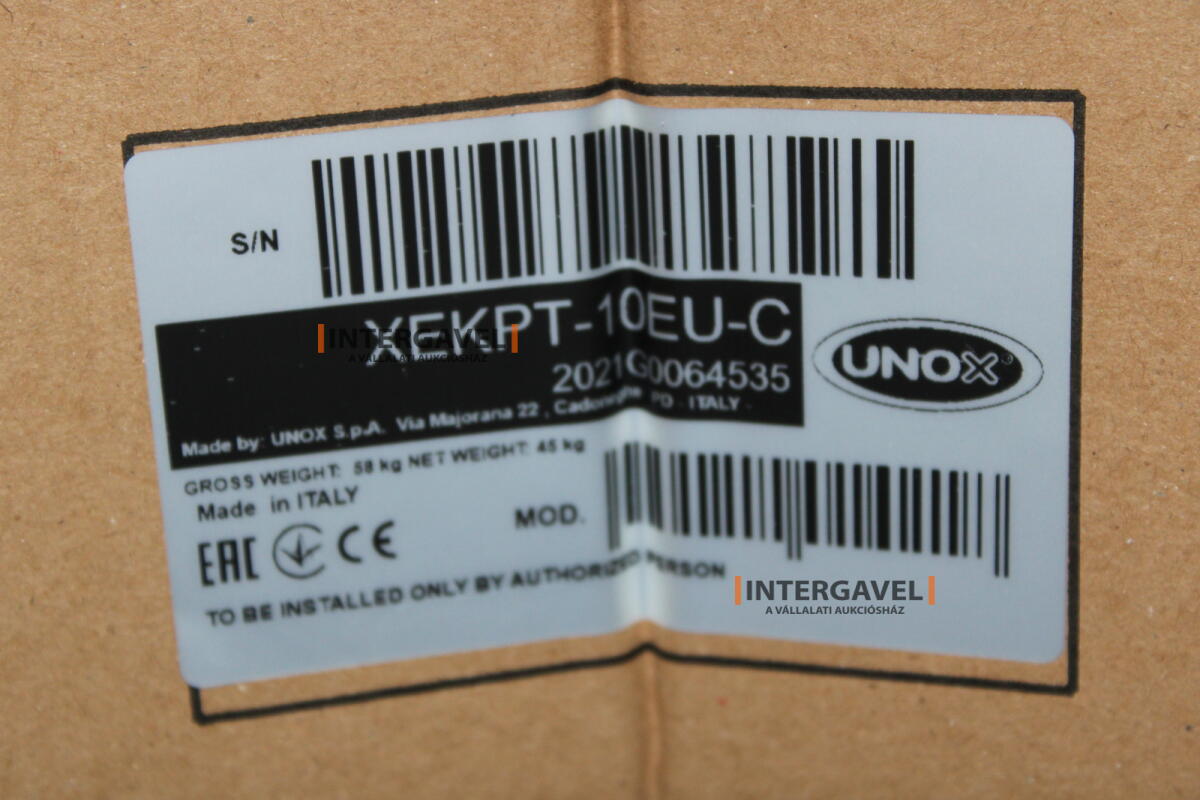 S/N
XEKPT-10EU-C
INTERGAVEL
A VÁLLALATI AUKCIÓSHÁZ
2021G0064535
UNOX
Made by: UNOX S.p.A. Via Majorana 22 , Cadoneghe PD - ITALY -
GROSS WEIGHT: 58 kg NET WEIGHT: 45 kg
Made in ITALY
MOD.
EAC CE
TO BE INSTALLED ONLY BY AUTHORIZED PERSON
INTERGAVEL
A VÁLLALATI AUKCIÓSHÁZ